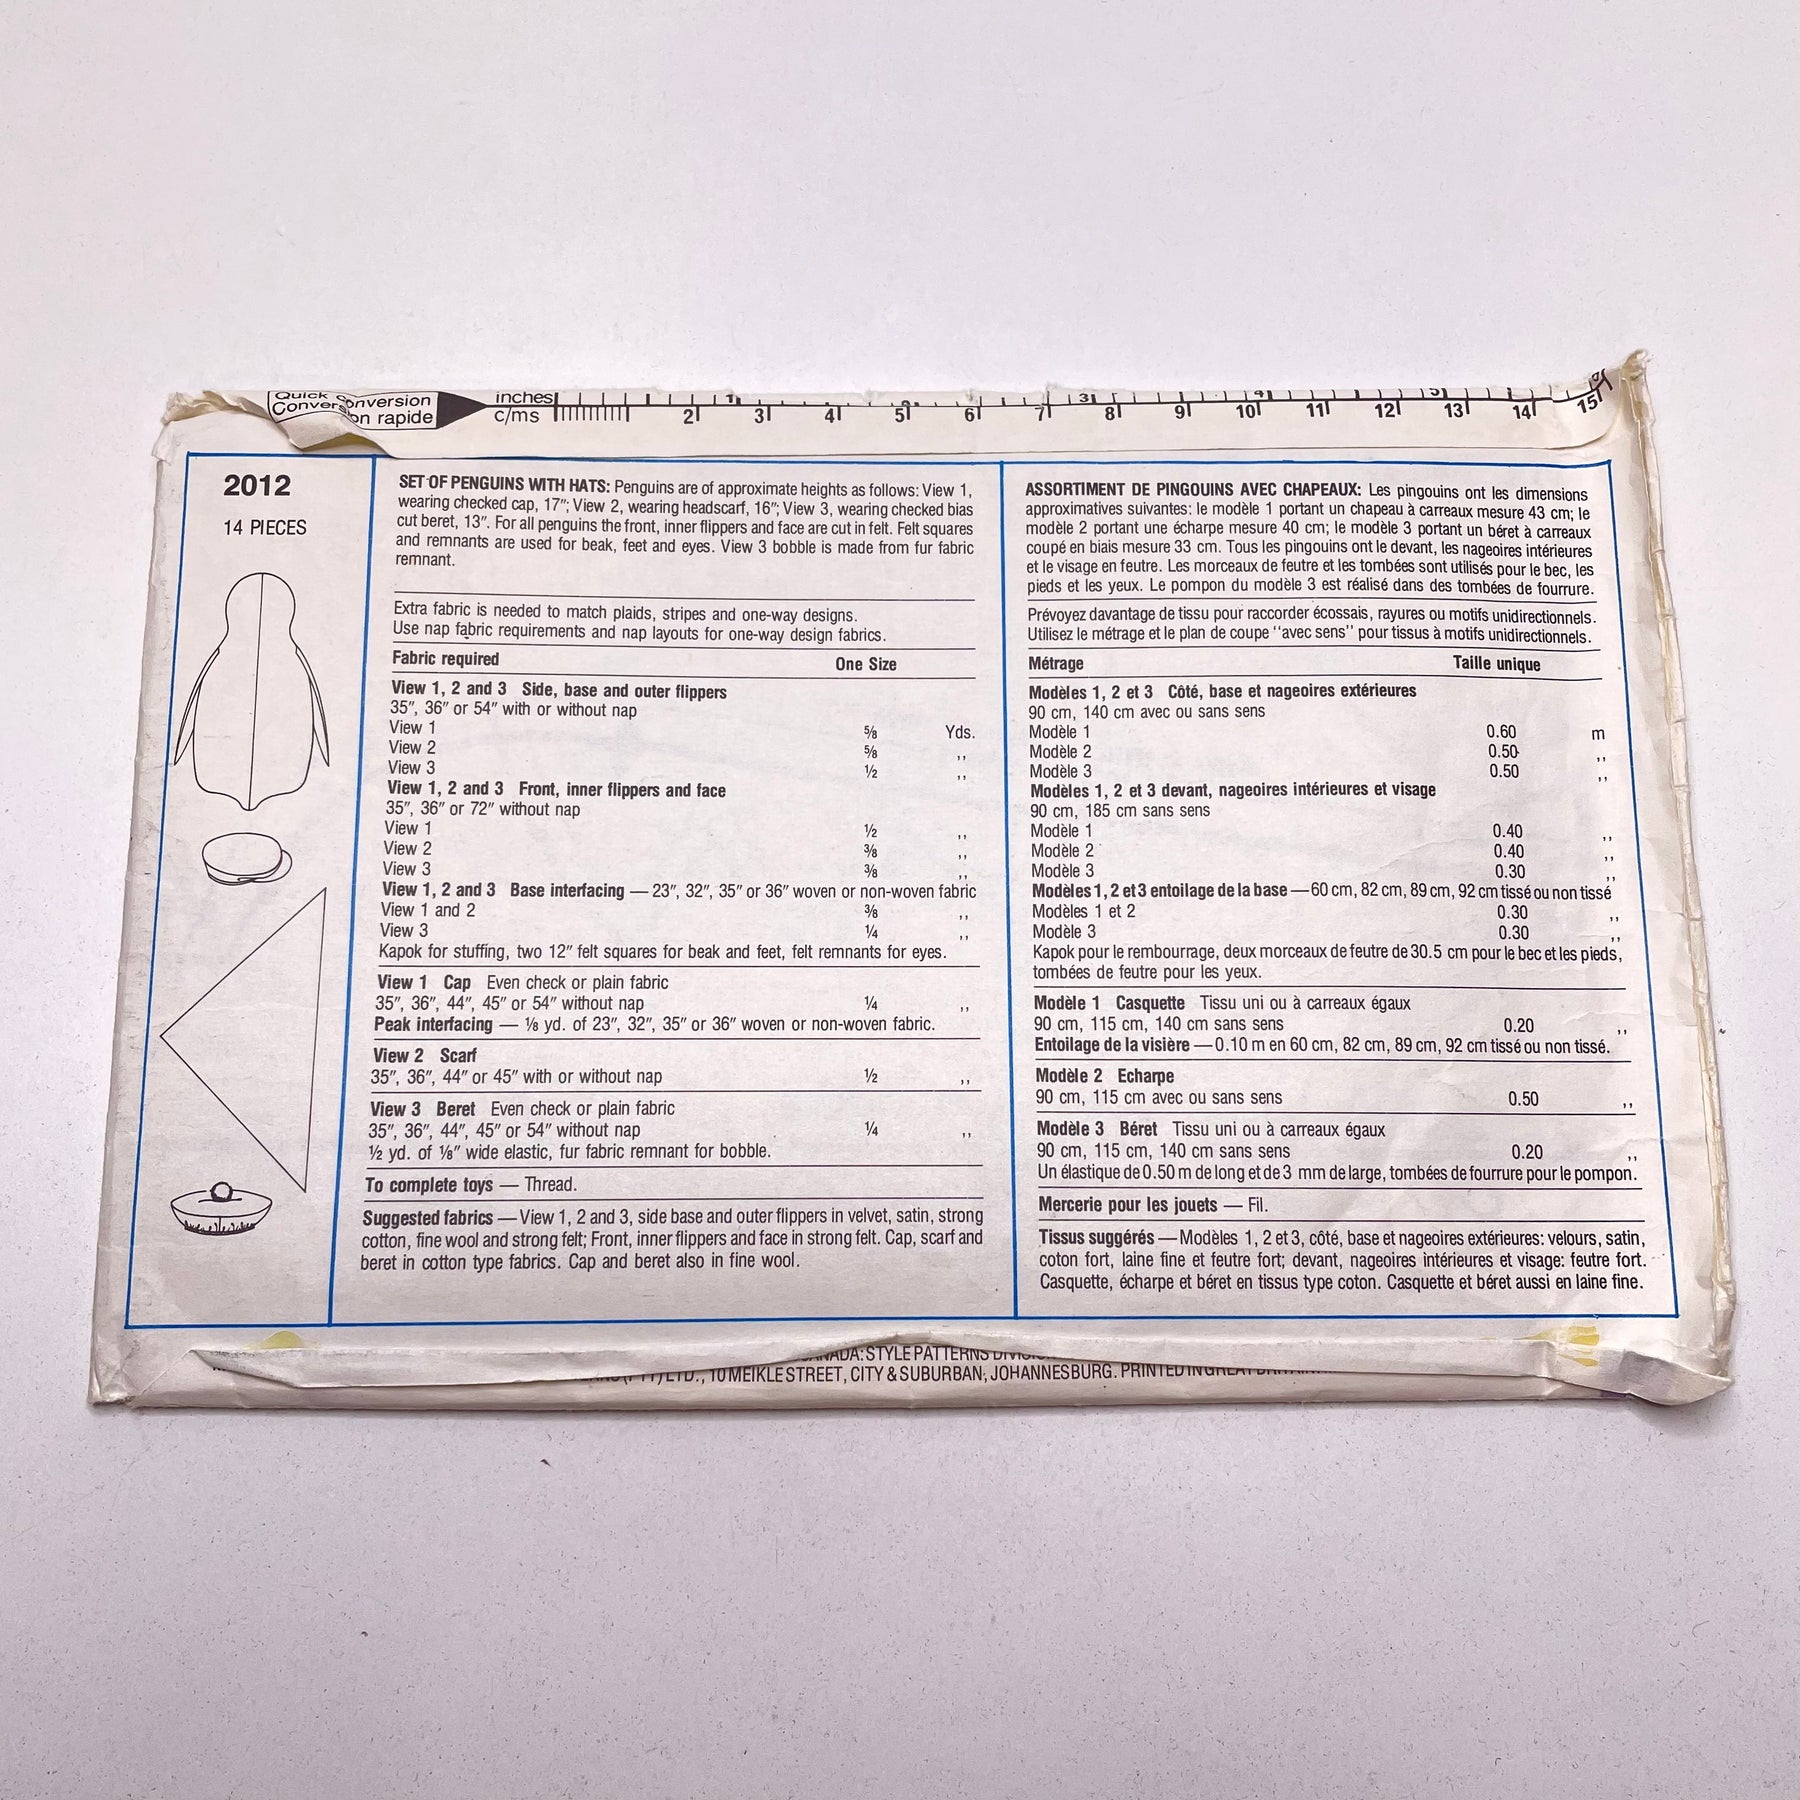 Quick Conversion
Conversion rapide
inches 1 3 4 5
c/ms 2 3 4 5 6 7 8 9 10 11 12 13 14 15
2012
14 PIECES
SET OF PENGUINS WITH HATS: Penguins are of approximate heights as follows: View 1,
wearing checked cap, 17"; View 2, wearing headscarf, 16"; View 3, wearing checked bias
cut beret, 13". For all penguins the front, inner flippers and face are cut in felt. Felt squares
and remnants are used for beak, feet and eyes. View 3 bobble is made from fur fabric
remnant.
Extra fabric is needed to match plaids, stripes and one-way designs.
Use nap fabric requirements and nap layouts for one-way design fabrics.
Fabric required One Size
View 1, 2 and 3 Side, base and outer flippers
35", 36" or 54" with or without nap
View 1 ⅝ Yds.
View 2 ⅝ ,,
View 3 ½ ,,
View 1, 2 and 3 Front, inner flippers and face
35", 36" or 72" without nap
View 1 ½ ,,
View 2 ⅜ ,,
View 3 ⅜ ,,
View 1, 2 and 3 Base interfacing — 23", 32", 35" or 36" woven or non-woven fabric
View 1 and 2 ⅜ ,,
View 3 ¼ ,,
Kapok for stuffing, two 12" felt squares for beak and feet, felt remnants for eyes.
View 1 Cap Even check or plain fabric
35", 36", 44", 45" or 54" without nap ¼ ,,
Peak interfacing — ⅛ yd. of 23", 32", 35" or 36" woven or non-woven fabric.
View 2 Scarf
35", 36", 44" or 45" with or without nap ½ ,,
View 3 Beret Even check or plain fabric
35", 36", 44", 45" or 54" without nap ¼ ,,
½ yd. of ⅛" wide elastic, fur fabric remnant for bobble.
To complete toys — Thread.
Suggested fabrics — View 1, 2 and 3, side base and outer flippers in velvet, satin, strong
cotton, fine wool and strong felt; Front, inner flippers and face in strong felt. Cap, scarf and
beret in cotton type fabrics. Cap and beret also in fine wool.
ASSORTIMENT DE PINGOUINS AVEC CHAPEAUX: Les pingouins ont les dimensions
approximatives suivantes: le modèle 1 portant un chapeau à carreaux mesure 43 cm; le
modèle 2 portant une écharpe mesure 40 cm; le modèle 3 portant un béret à carreaux
coupé en biais mesure 33 cm. Tous les pingouins ont le devant, les nageoires intérieures
et le visage en feutre. Les morceaux de feutre et les tombées sont utilisés pour le bec, les
pieds et les yeux. Le pompon du modèle 3 est réalisé dans des tombées de fourrure.
Prévoyez davantage de tissu pour raccorder écossais, rayures ou motifs unidirectionnels.
Utilisez le métrage et le plan de coupe ''avec sens'' pour tissus à motifs unidirectionnels.
Métrage Taille unique
Modèles 1, 2 et 3 Côté, base et nageoires extérieures
90 cm, 140 cm avec ou sans sens
Modèle 1 0.60 m
Modèle 2 0.50 ,,
Modèle 3 0.50 ,,
Modèles 1, 2 et 3 devant, nageoires intérieures et visage
90 cm, 185 cm sans sens
Modèle 1 0.40 ,,
Modèle 2 0.40 ,,
Modèle 3 0.30 ,,
Modèles 1, 2 et 3 entoilage de la base — 60 cm, 82 cm, 89 cm, 92 cm tissé ou non tissé
Modèles 1 et 2 0.30 ,,
Modèle 3 0.30 ,,
Kapok pour le rembourrage, deux morceaux de feutre de 30.5 cm pour le bec et les pieds,
tombées de feutre pour les yeux.
Modèle 1 Casquette Tissu uni ou à carreaux égaux
90 cm, 115 cm, 140 cm sans sens 0.20 ,,
Entoilage de la visière — 0.10 m en 60 cm, 82 cm, 89 cm, 92 cm tissé ou non tissé.
Modèle 2 Echarpe
90 cm, 115 cm avec ou sans sens 0.50 ,,
Modèle 3 Béret Tissu uni ou à carreaux égaux
90 cm, 115 cm, 140 cm sans sens 0.20 ,,
Un élastique de 0.50 m de long et de 3 mm de large, tombées de fourrure pour le pompon.
Mercerie pour les jouets — Fil.
Tissus suggérés — Modèles 1, 2 et 3, côté, base et nageoires extérieures: velours, satin,
coton fort, laine fine et feutre fort; devant, nageoires intérieures et visage: feutre fort.
Casquette, écharpe et béret en tissus type coton. Casquette et béret aussi en laine fine.
CANADA: STYLE PATTERNS
LTD., 10 MEIKLE STREET, CITY & SUBURBAN, JOHANNESBURG. PRINTED IN GREAT BRITAIN